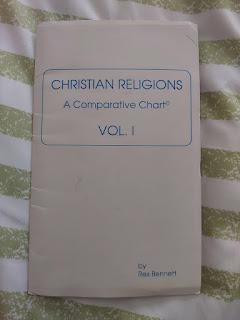 CHRISTIAN RELIGIONS
A Comparative Chart©
VOL. I
by
Rex Bennett